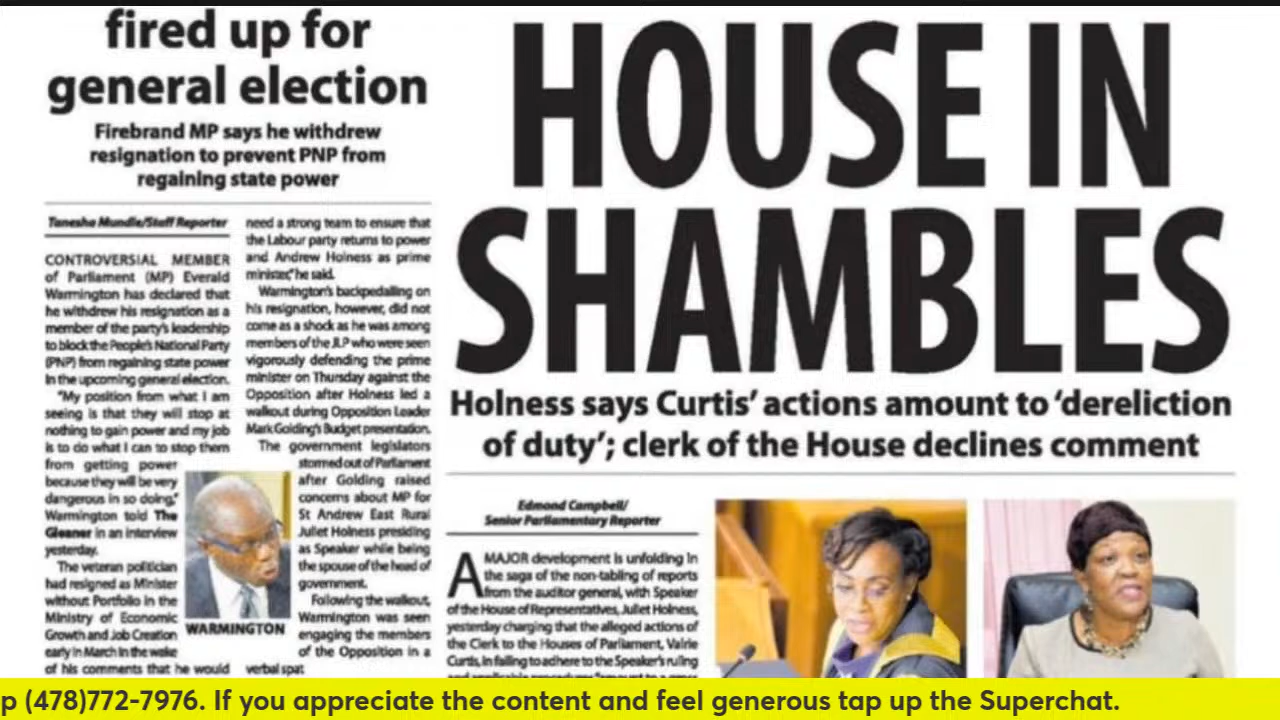 fired up for
general election
Firebrand MP says he withdrew
resignation to prevent PNP from
regaining state power
Tanesha Mundle/Staff Reporter
CONTROVERSIAL MEMBER
of Parliament (MP) Everald
Warmington has declared that
he withdrew his resignation as a
member of the party's leadership
to block the People's National Party
(PNP) from regaining state power
in the upcoming general election.
"My position from what I am
seeing is that they will stop at
nothing to gain power and my job
is to do what I can to stop them
from getting power
because they will be very
dangerous in so doing,"
Warmington told The
Gleaner in an interview
yesterday.
The veteran politician
had resigned as Minister
without Portfolio in the
Ministry of Economic
Growth and Job Creation
early in March in the wake
of his comments that he would
WARMINGTON
need a strong team to ensure that
the Labour party returns to power
and Andrew Holness as prime
minister," he said.
Warmington's backpedalling on
his resignation, however, did not
come as a shock as he was among
members of the JLP who were seen
vigorously defending the prime
minister on Thursday against the
Opposition after Holness led a
walkout during Opposition Leader
Mark Golding's Budget presentation.
The government legislators
stormed out of Parliament
after Golding raised
concerns about MP for
St Andrew East Rural
Juliet Holness presiding
as Speaker while being
the spouse of the head of
government.
Following the walkout,
Warmington was seen
engaging the members
of the Opposition in a
verbal spat
HOUSE IN
SHAMBLES
Holness says Curtis' actions amount to 'dereliction
of duty'; clerk of the House declines comment
Edmond Campbell/
Senior Parliamentary Reporter
A MAJOR development is unfolding in
the saga of the non-tabling of reports
from the auditor general, with Speaker
of the House of Representatives, Juliet Holness,
yesterday charging that the alleged actions of
the Clerk to the Houses of Parliament, Valrie
Curtis, in failing to adhere to the Speaker's ruling
and applicable procedures "amount to a gross
p (478)772-7976. If you appreciate the content and feel generous tap up the Superchat.